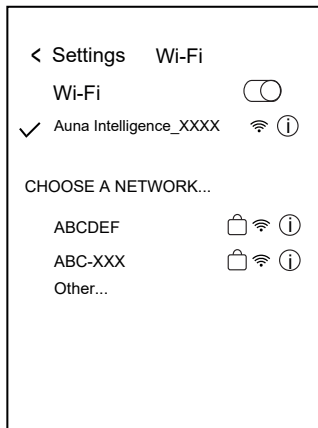 < Settings Wi-Fi
Wi-Fi
Auna Intelligence_XXXX
CHOOSE A NETWORK...
ABCDEF
ABC-XXX
Other...